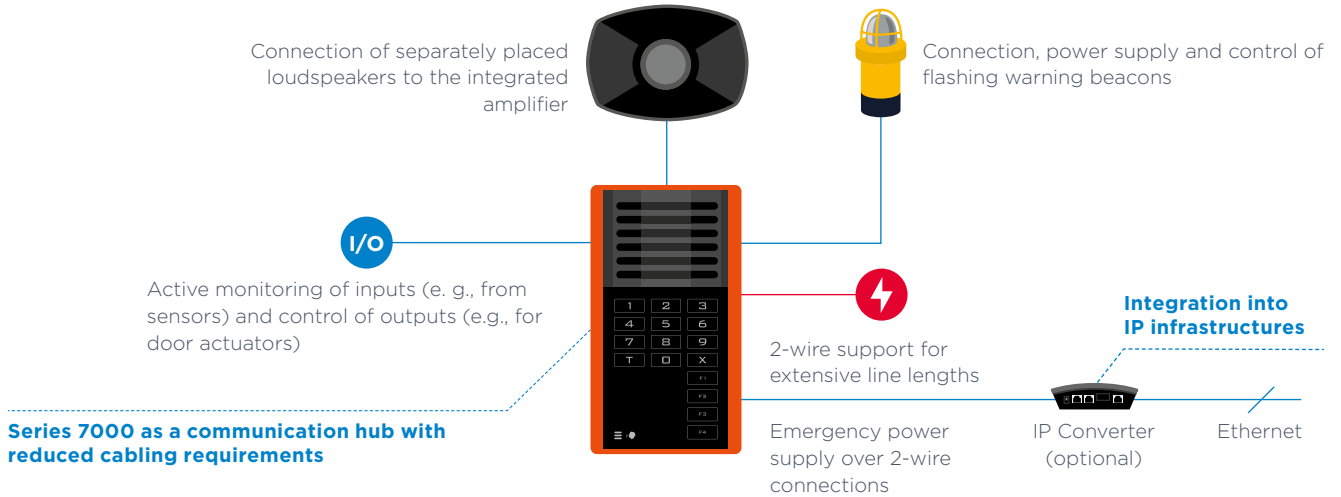 Connection of separately placed
loudspeakers to the integrated
amplifier
Connection, power supply and control of
flashing warning beacons
I/O
Active monitoring of inputs (e. g., from
sensors) and control of outputs (e.g., for
door actuators)
1 2 3
4 5 6
7 8 9
T 0 X
F1
F2
F3
F4
2-wire support for
extensive line lengths
Integration into
IP infrastructures
Series 7000 as a communication hub with
reduced cabling requirements
Emergency power
supply over 2-wire
connections
IP Converter
(optional)
Ethernet